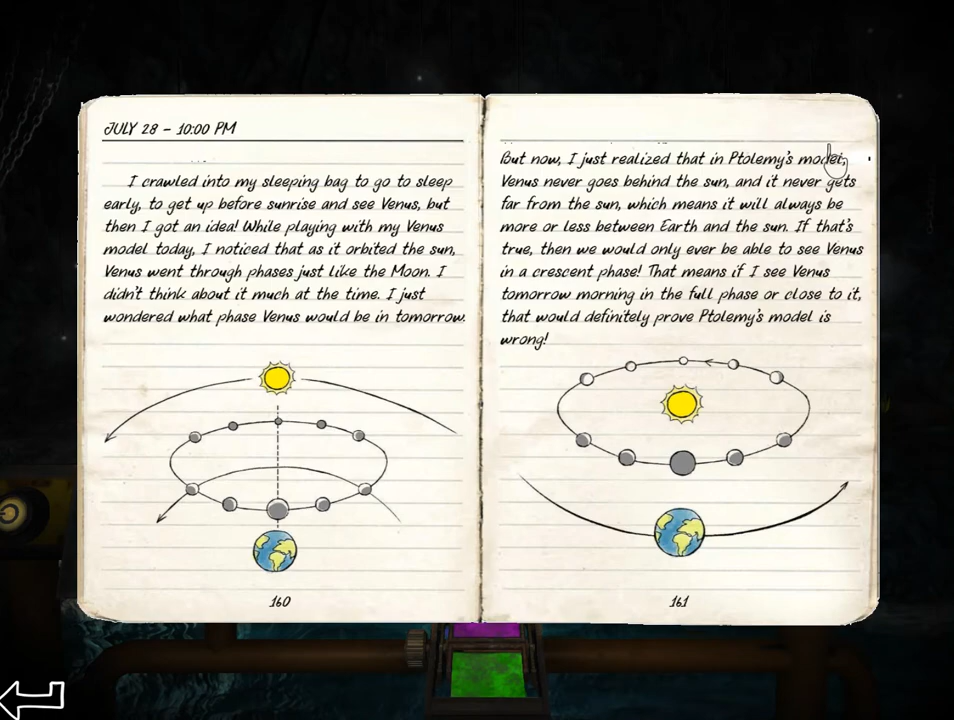 JULY 28 - 10:00 PM
I crawled into my sleeping bag to go to sleep
early, to get up before sunrise and see Venus, but
then I got an idea! While playing with my Venus
model today, I noticed that as it orbited the sun,
Venus went through phases just like the Moon. I
didn't think about it much at the time. I just
wondered what phase Venus would be in tomorrow.
160
But now, I just realized that in Ptolemy's model,
Venus never goes behind the sun, and it never gets
far from the sun, which means it will always be
more or less between Earth and the sun. If that's
true, then we would only ever be able to see Venus
in a crescent phase! That means if I see Venus
tomorrow morning in the full phase or close to it,
that would definitely prove Ptolemy's model is
wrong!
161